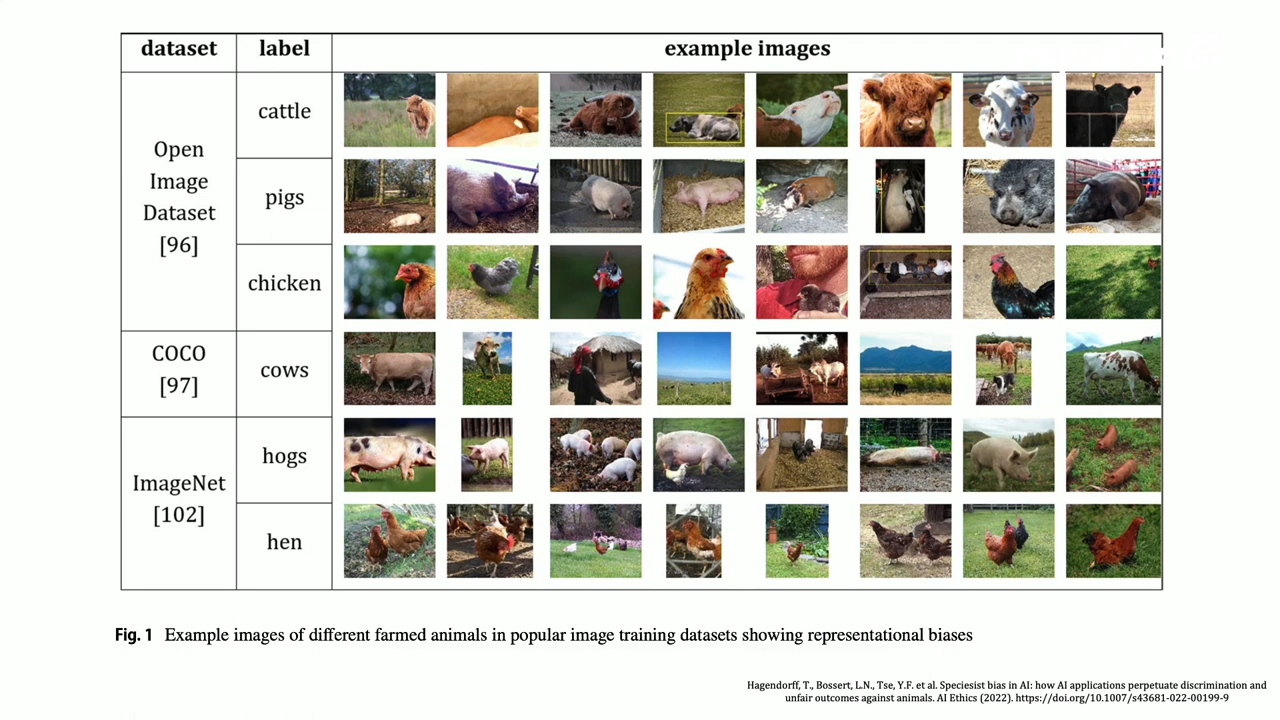 dataset label example images
Open
Image
Dataset
[96]
cattle
pigs
chicken
COCO
[97]
cows
ImageNet
[102]
hogs
hen
Fig. 1 Example images of different farmed animals in popular image training datasets showing representational biases
Hagendorff, T., Bossert, L.N., Tse, Y.F. et al. Speciesist bias in AI: how AI applications perpetuate discrimination and
unfair outcomes against animals. AI Ethics (2022). https://doi.org/10.1007/s43681-022-00199-9